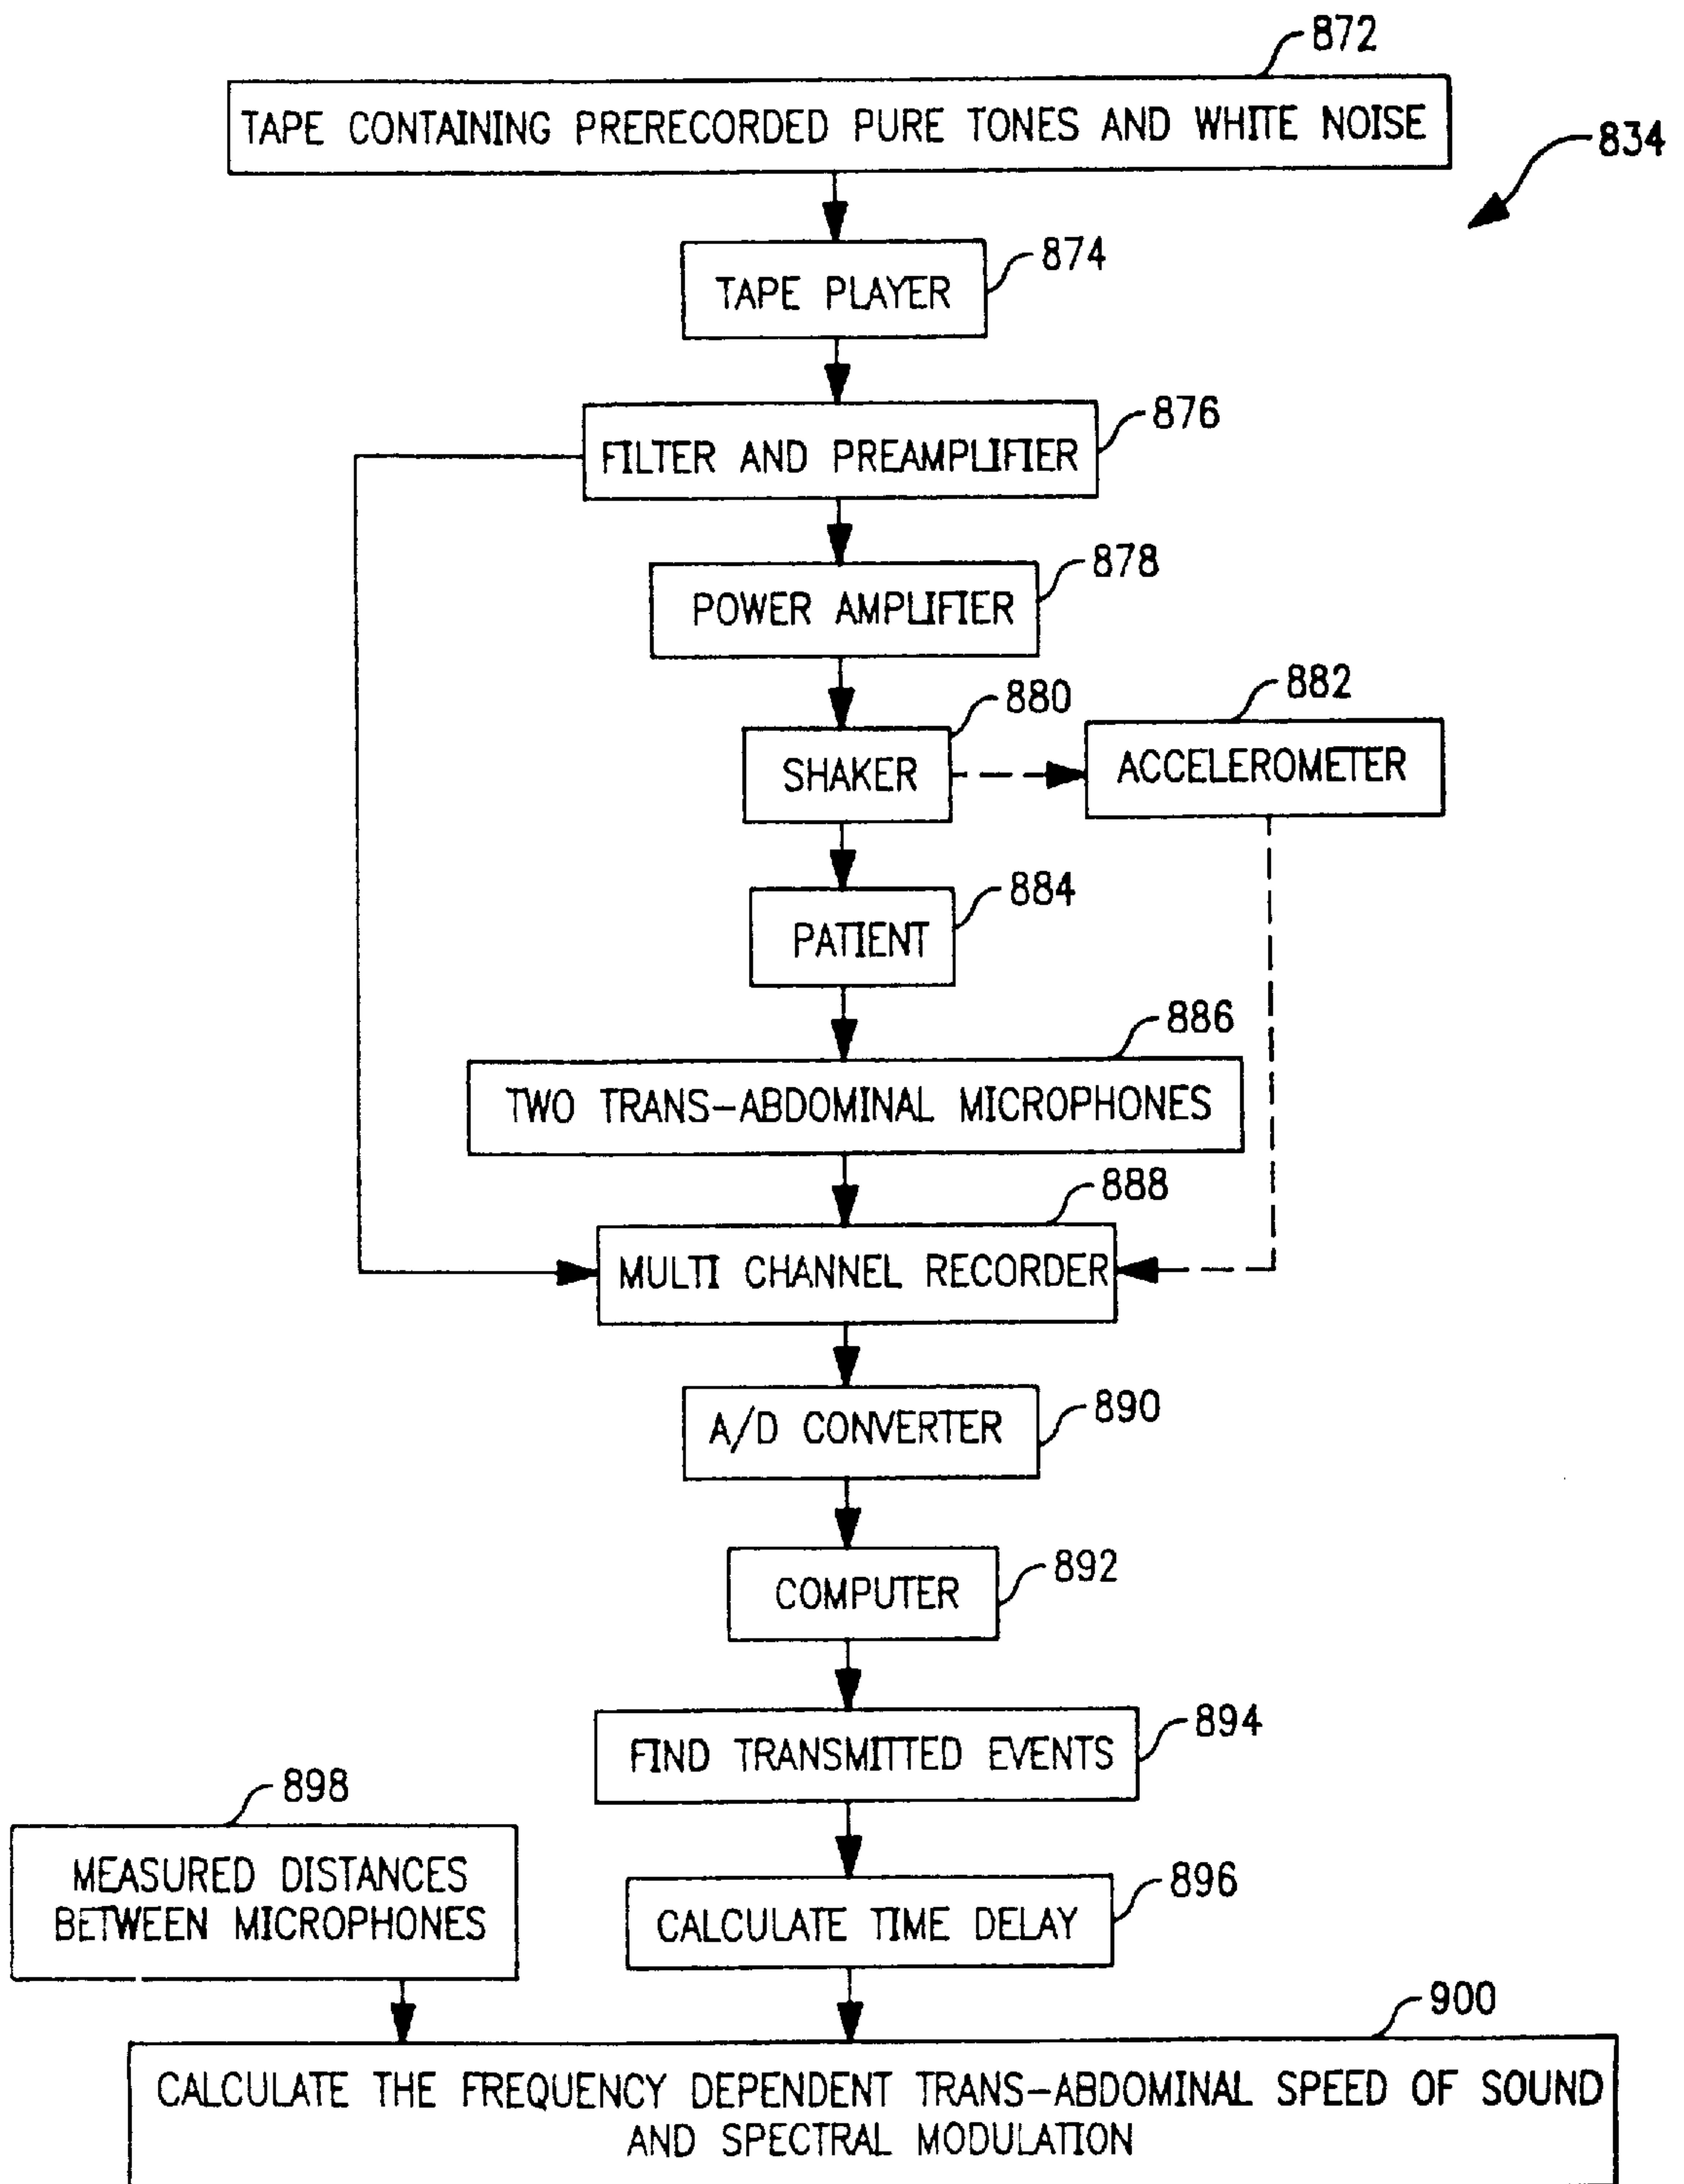 872
TAPE CONTAINING PRERECORDED PURE TONES AND WHITE NOISE
834
874
TAPE PLAYER
876
FILTER AND PREAMPLIFIER
878
POWER AMPLIFIER
880
SHAKER
882
ACCELEROMETER
884
PATIENT
886
TWO TRANS-ABDOMINAL MICROPHONES
888
MULTI CHANNEL RECORDER
890
A/D CONVERTER
892
COMPUTER
894
FIND TRANSMITTED EVENTS
898
MEASURED DISTANCES
BETWEEN MICROPHONES
896
CALCULATE TIME DELAY
900
CALCULATE THE FREQUENCY DEPENDENT TRANS-ABDOMINAL SPEED OF SOUND
AND SPECTRAL MODULATION